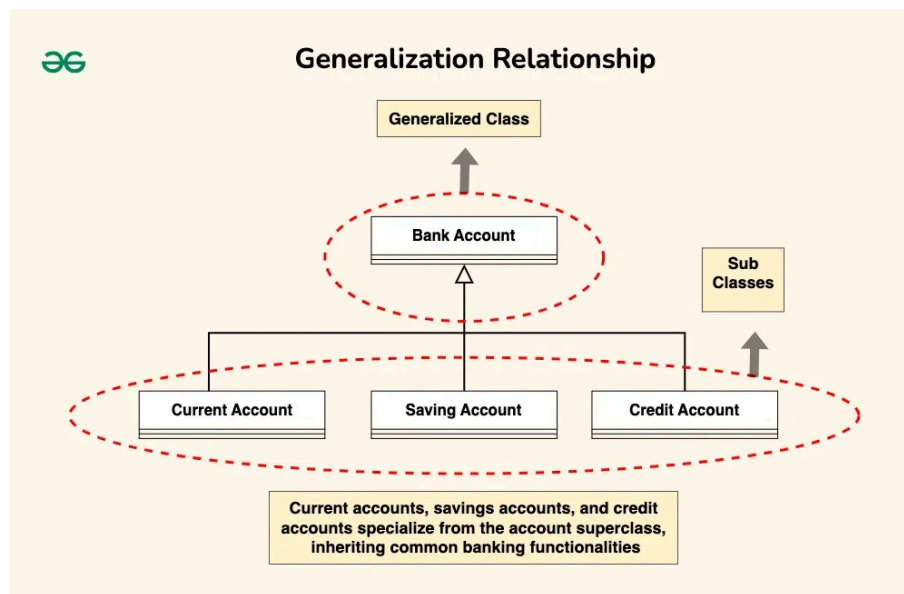 Generalization Relationship
Generalized Class
Bank Account
Sub
Classes
Current Account
Saving Account
Credit Account
Current accounts, savings accounts, and credit
accounts specialize from the account superclass,
inheriting common banking functionalities